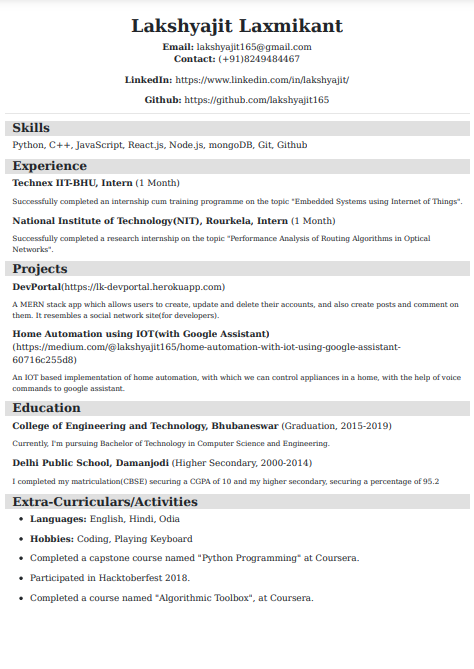 Lakshyajit Laxmikant
Email: lakshyajit165@gmail.com
Contact: (+91)8249484467
LinkedIn: https://www.linkedin.com/in/lakshyajit/
Github: https://github.com/lakshyajit165
Skills
Python, C++, JavaScript, React.js, Node.js, mongoDB, Git, Github
Experience
Technex IIT-BHU, Intern (1 Month)
Successfully completed an internship cum training programme on the topic "Embedded Systems using Internet of Things".
National Institute of Technology(NIT), Rourkela, Intern (1 Month)
Successfully completed a research internship on the topic "Performance Analysis of Routing Algorithms in Optical
Networks".
Projects
DevPortal(https://lk-devportal.herokuapp.com)
A MERN stack app which allows users to create, update and delete their accounts, and also create posts and comment on
them. It resembles a social network site(for developers).
Home Automation using IOT(with Google Assistant)
(https://medium.com/@lakshyajit165/home-automation-with-iot-using-google-assistant-
60716c255d8)
An IOT based implementation of home automation, with which we can control appliances in a home, with the help of voice
commands to google assistant.
Education
College of Engineering and Technology, Bhubaneswar (Graduation, 2015-2019)
Currently, I'm pursuing Bachelor of Technology in Computer Science and Engineering.
Delhi Public School, Damanjodi (Higher Secondary, 2000-2014)
I completed my matriculation(CBSE) securing a CGPA of 10 and my higher secondary, securing a percentage of 95.2
Extra-Curriculars/Activities
• Languages: English, Hindi, Odia
• Hobbies: Coding, Playing Keyboard
• Completed a capstone course named "Python Programming" at Coursera.
• Participated in Hacktoberfest 2018.
• Completed a course named "Algorithmic Toolbox", at Coursera.